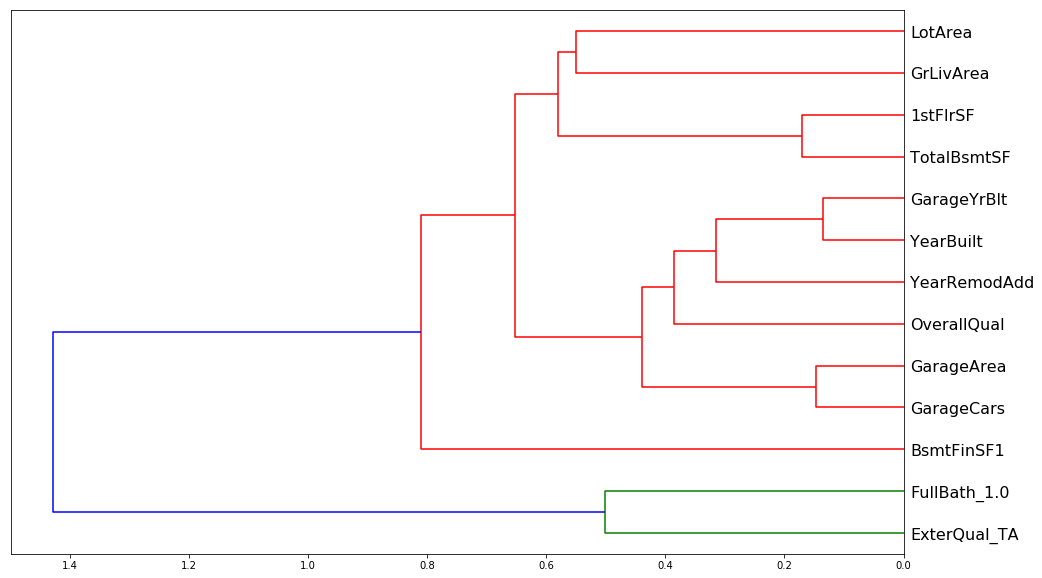 LotArea
GrLivArea
1stFlrSF
TotalBsmtSF
GarageYrBlt
YearBuilt
YearRemodAdd
OverallQual
GarageArea
GarageCars
BsmtFinSF1
FullBath_1.0
ExterQual_TA
1.4 1.2 1.0 0.8 0.6 0.4 0.2 0.0